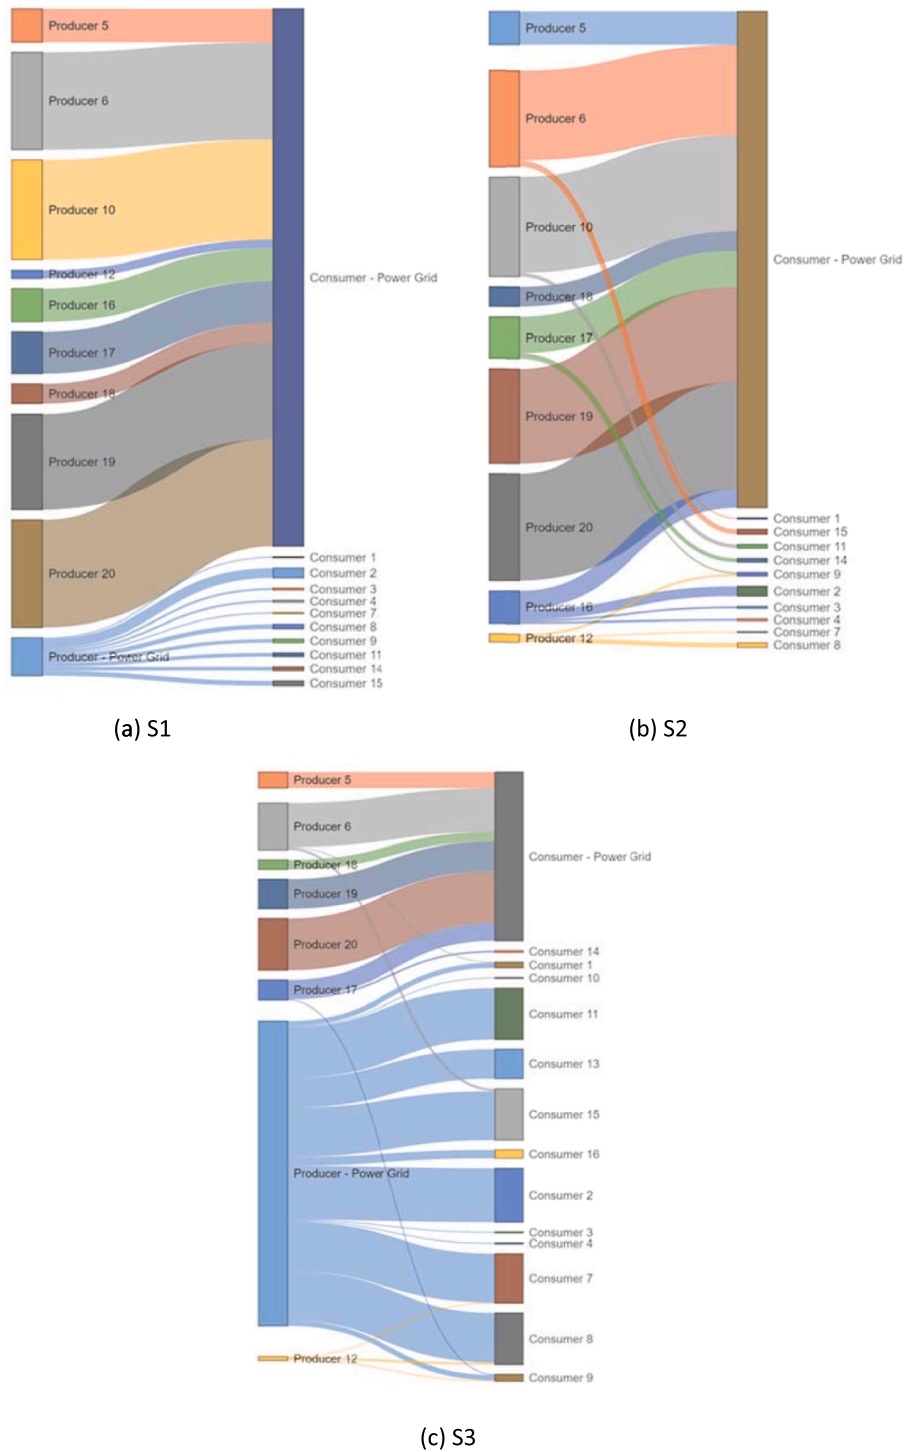 Producer 5
Producer 6
Producer 10
Producer 12
Producer 16
Producer 17
Producer 18
Producer 19
Producer 20
Producer - Power Grid
Consumer - Power Grid
Consumer 1
Consumer 2
Consumer 3
Consumer 4
Consumer 7
Consumer 8
Consumer 9
Consumer 11
Consumer 14
Consumer 15
(a) S1
Producer 5
Producer 6
Producer 10
Producer 18
Producer 17
Producer 19
Producer 20
Producer 16
Producer 12
Consumer - Power Grid
Consumer 1
Consumer 15
Consumer 11
Consumer 14
Consumer 9
Consumer 2
Consumer 3
Consumer 4
Consumer 7
Consumer 8
(b) S2
Producer 5
Producer 6
Producer 18
Producer 19
Producer 20
Producer 17
Producer - Power Grid
Producer 12
Consumer - Power Grid
Consumer 14
Consumer 1
Consumer 10
Consumer 11
Consumer 13
Consumer 15
Consumer 16
Consumer 2
Consumer 3
Consumer 4
Consumer 7
Consumer 8
Consumer 9
(c) S3